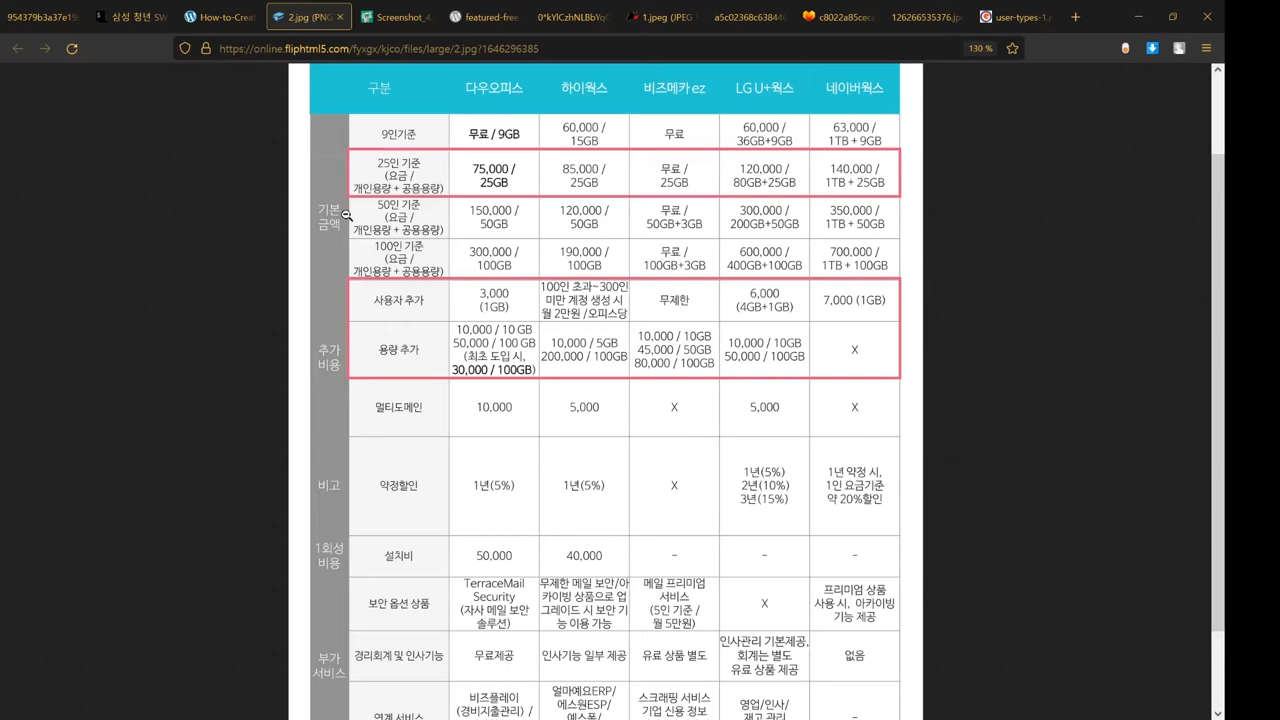 954379b3a37e19
삼성 청년 SW
How-to-Creat
2.jpg (PNG
Screenshot_4
featured-free-
0*kYlCzhNLBbYqC
1.jpeg (JPEG
a5c02368c638446
c8022a85ceca
126266535376.jp
user-types-1.j
https://online.fliphtml5.com/fyxgx/kjco/files/large/2.jpg?1646296385
130 %
구분
다우오피스
하이웍스
비즈메카 ez
LG U+웍스
네이버웍스
기본
금액
9인기준
무료 / 9GB
60,000 /
15GB
무료
60,000 /
36GB+9GB
63,000 /
1TB + 9GB
25인 기준
(요금 /
개인용량 + 공용용량)
75,000 /
25GB
85,000 /
25GB
무료 /
25GB
120,000 /
80GB+25GB
140,000 /
1TB + 25GB
50인 기준
(요금 /
개인용량 + 공용용량)
150,000 /
50GB
120,000 /
50GB
무료 /
50GB+3GB
300,000 /
200GB+50GB
350,000 /
1TB + 50GB
100인 기준
(요금 /
개인용량 + 공용용량)
300,000 /
100GB
190,000 /
100GB
무료 /
100GB+3GB
600,000 /
400GB+100GB
700,000 /
1TB + 100GB
추가
비용
사용자 추가
3,000
(1GB)
100인 초과~300인
미만 계정 생성 시
월 2만원 /오피스당
무제한
6,000
(4GB+1GB)
7,000 (1GB)
용량 추가
10,000 / 10 GB
50,000 / 100 GB
(최초 도입 시,
30,000 / 100GB)
10,000 / 5GB
200,000 / 100GB
10,000 / 10GB
45,000 / 50GB
80,000 / 100GB
10,000 / 10GB
50,000 / 100GB
X
멀티도메인
10,000
5,000
X
5,000
X
비고
약정할인
1년(5%)
1년(5%)
X
1년(5%)
2년(10%)
3년(15%)
1년 약정 시,
1인 요금기준
약 20%할인
1회성
비용
설치비
50,000
40,000
-
-
-
부가
서비스
보안 옵션 상품
TerraceMail
Security
(자사 메일 보안
솔루션)
무제한 메일 보안/아
카이빙 상품으로 업
그레이드 시 보안 기
능 이용 가능
메일 프리미엄
서비스
(5인 기준 /
월 5만원)
X
프리미엄 상품
사용 시, 아카이빙
기능 제공
경리회계 및 인사기능
무료제공
인사기능 일부 제공
유료 상품 별도
인사관리 기본제공,
회계는 별도
유료 상품 제공
없음
연계 서비스
비즈플레이
(경비지출관리) /
얼마예요ERP/
에스원ESP/
예스폼/
스크래핑 서비스
기업 신용 정보
영업/인사/
재고 관리
-